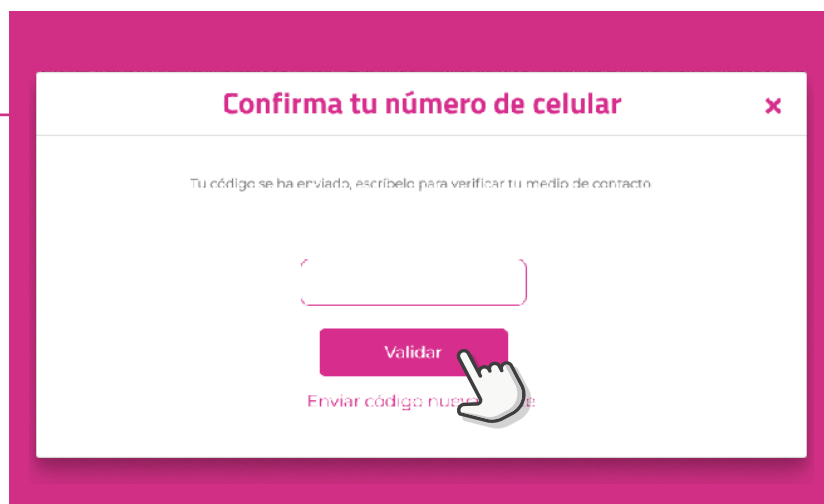 Confirma tu número de celular
Tu código se ha enviado, escríbelo para verificar tu medio de contacto
Validar
Enviar código